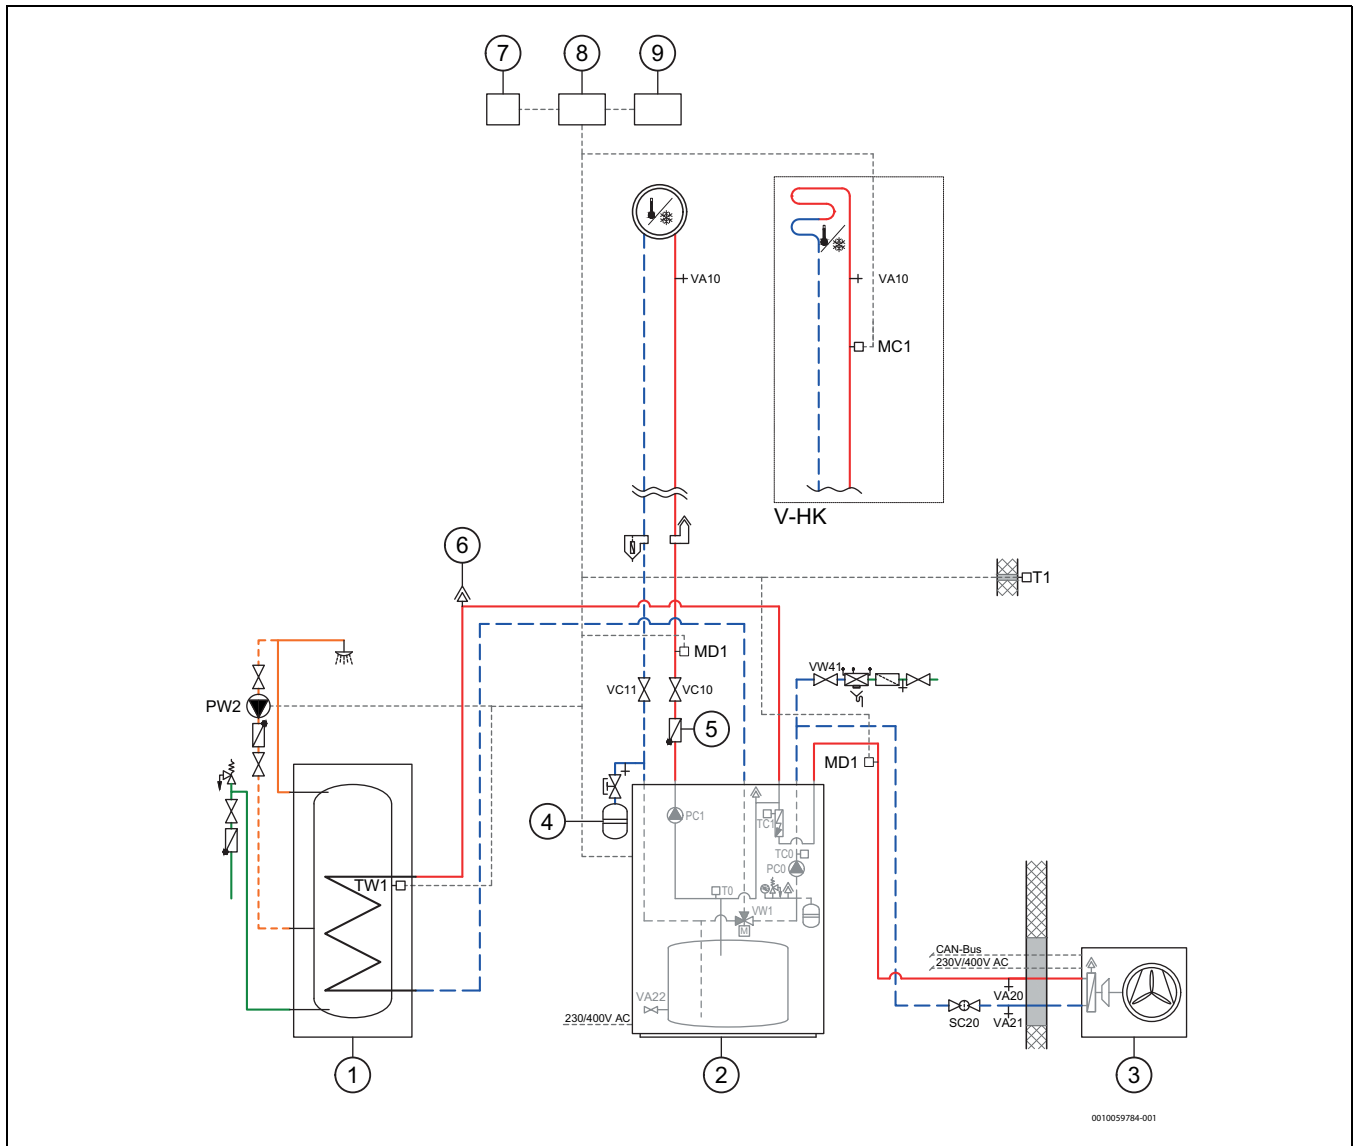 7 8 9
VA10
VA10
MC1
V-HK
6
T1
MD1
VW41
VC11 VC10
PW2
5
MD1
4
PC1
TC1
TC0
PC0
TW1
T0
VW1
M
CAN-Bus
230V/400V AC
VA22
VA20
230/400V AC
SC20 VA21
1 2 3
0010059784-001